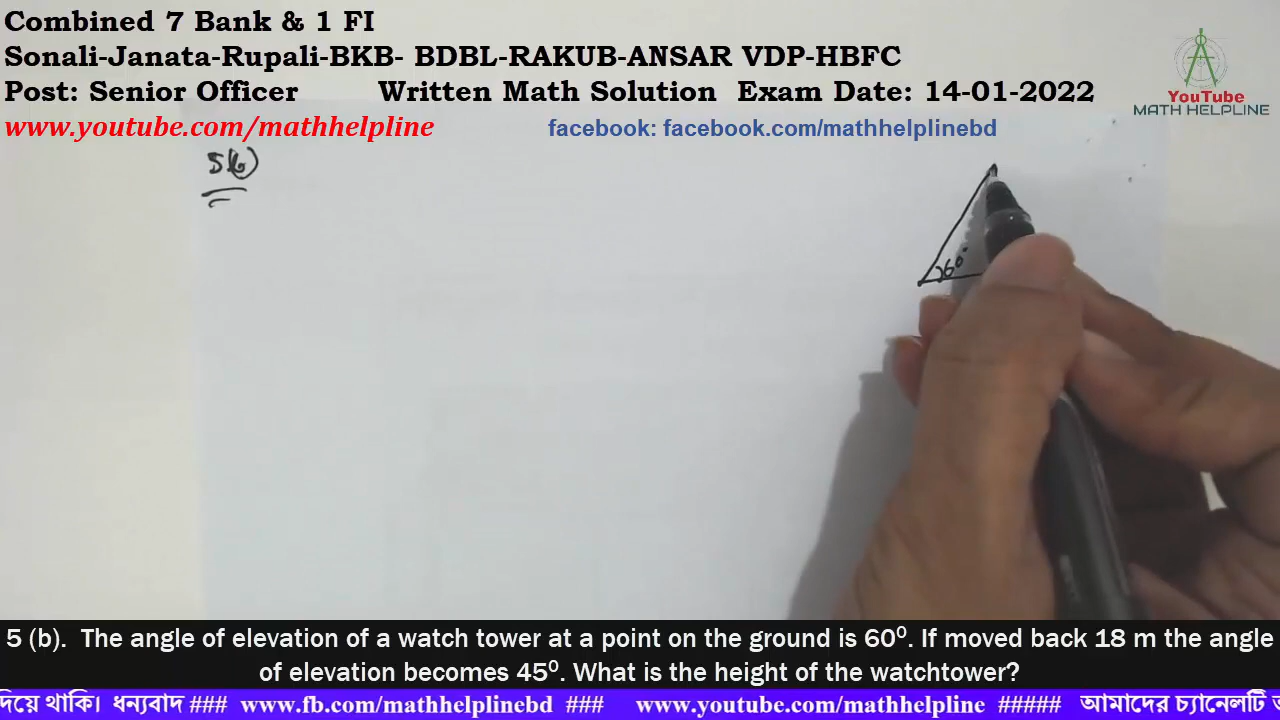 Combined 7 Bank & 1 FI
Sonali-Janata-Rupali-BKB- BDBL-RAKUB-ANSAR VDP-HBFC
Post: Senior Officer Written Math Solution Exam Date: 14-01-2022
www.youtube.com/mathhelpline facebook: facebook.com/mathhelplinebd
YouTube
MATH HELPLINE
5(b)
60°
5 (b). The angle of elevation of a watch tower at a point on the ground is 60⁰. If moved back 18 m the angle
of elevation becomes 45⁰. What is the height of the watchtower?
দিয়ে থাকি। ধন্যবাদ ### www.fb.com/mathhelplinebd ### www.youtube.com/mathhelpline ##### আমাদের চ্যানেলটি